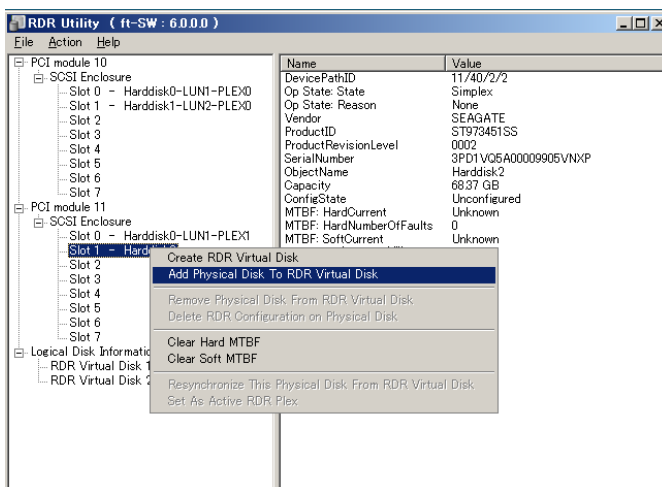 RDR Utility ( ft-SW : 6.0.0.0 )
File Action Help
PCI module 10
SCSI Enclosure
Slot 0 - Harddisk0-LUN1-PLEX0
Slot 1 - Harddisk1-LUN2-PLEX0
Slot 2
Slot 3
Slot 4
Slot 5
Slot 6
Slot 7
PCI module 11
SCSI Enclosure
Slot 0 - Harddisk0-LUN1-PLEX1
Slot 1 -
Slot 2
Slot 3
Slot 4
Slot 5
Slot 6
Slot 7
Logical Disk
RDR Virtual Disk 1
RDR Virtual Disk
Name Value
DevicePathID 11/40/2/2
Op State: State Simplex
Op State: Reason None
Vendor SEAGATE
ProductID ST973451SS
ProductRevisionLevel 0002
SerialNumber 3PD1VQ5A00009905VNXP
ObjectName Harddisk2
Capacity 68.37 GB
ConfigState Unconfigured
MTBF: HardCurrent Unknown
MTBF: HardNumberOfFaults 0
MTBF: SoftCurrent Unknown
Create RDR Virtual Disk
Add Physical Disk To RDR Virtual Disk
Remove Physical Disk From RDR Virtual Disk
Delete RDR Configuration on Physical Disk
Clear Hard MTBF
Clear Soft MTBF
Resynchronize This Physical Disk From RDR Virtual Disk
Set As Active RDR Plex